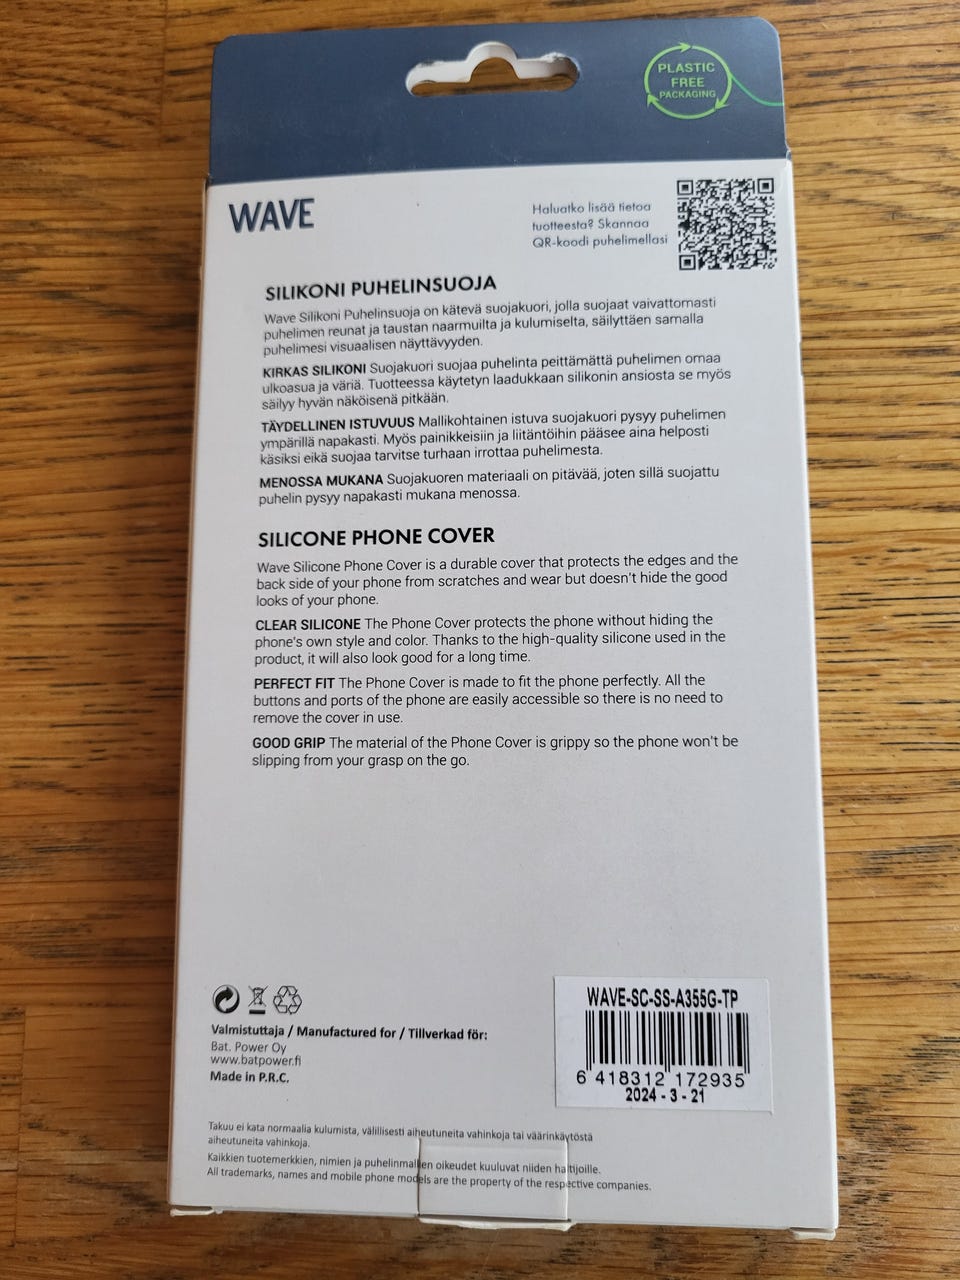 PLASTIC
FREE
PACKAGING
WAVE
Haluatko lisää tietoa
tuotteesta? Skannaa
QR-koodi puhelimellasi
SILIKONI PUHELINSUOJA
Wave Silikoni Puhelinsuoja on kätevä suojakuori, jolla suojaat vaivattomasti
puhelimen reunat ja taustan naarmuilta ja kulumiselta, säilyttäen samalla
puhelimesi visuaalisen näyttävyyden.
KIRKAS SILIKONI Suojakuori suojaa puhelinta peittämättä puhelimen omaa
ulkoasua ja väriä. Tuotteessa käytetyn laadukkaan silikonin ansiosta se myös
säilyy hyvän näköisenä pitkään.
TÄYDELLINEN ISTUVUUS Mallikohtainen istuva suojakuori pysyy puhelimen
ympärillä napakasti. Myös painikkeisiin ja liitäntöihin pääsee aina helposti
käsiksi eikä suojaa tarvitse turhaan irrottaa puhelimesta.
MENOSSA MUKANA Suojakuoren materiaali on pitävää, joten sillä suojattu
puhelin pysyy napakasti mukana menossa.
SILICONE PHONE COVER
Wave Silicone Phone Cover is a durable cover that protects the edges and the
back side of your phone from scratches and wear but doesn't hide the good
looks of your phone.
CLEAR SILICONE The Phone Cover protects the phone without hiding the
phone's own style and color. Thanks to the high-quality silicone used in the
product, it will also look good for a long time.
PERFECT FIT The Phone Cover is made to fit the phone perfectly. All the
buttons and ports of the phone are easily accessible so there is no need to
remove the cover in use.
GOOD GRIP The material of the Phone Cover is grippy so the phone won't be
slipping from your grasp on the go.
Valmistuttaja / Manufactured for / Tillverkad för:
Bat. Power Oy
www.batpower.fi
Made in P.R.C.
WAVE-SC-SS-A355G-TP
6 418312 172935
2024 - 3 - 21
Takuu ei kata normaalia kulumista, välillisesti aiheutuneita vahinkoja tai väärinkäytöstä
aiheutuneita vahinkoja.
Kaikkien tuotemerkkien, nimien ja puhelinmallien oikeudet kuuluvat niiden haltijoille.
All trademarks, names and mobile phone models are the property of the respective companies.